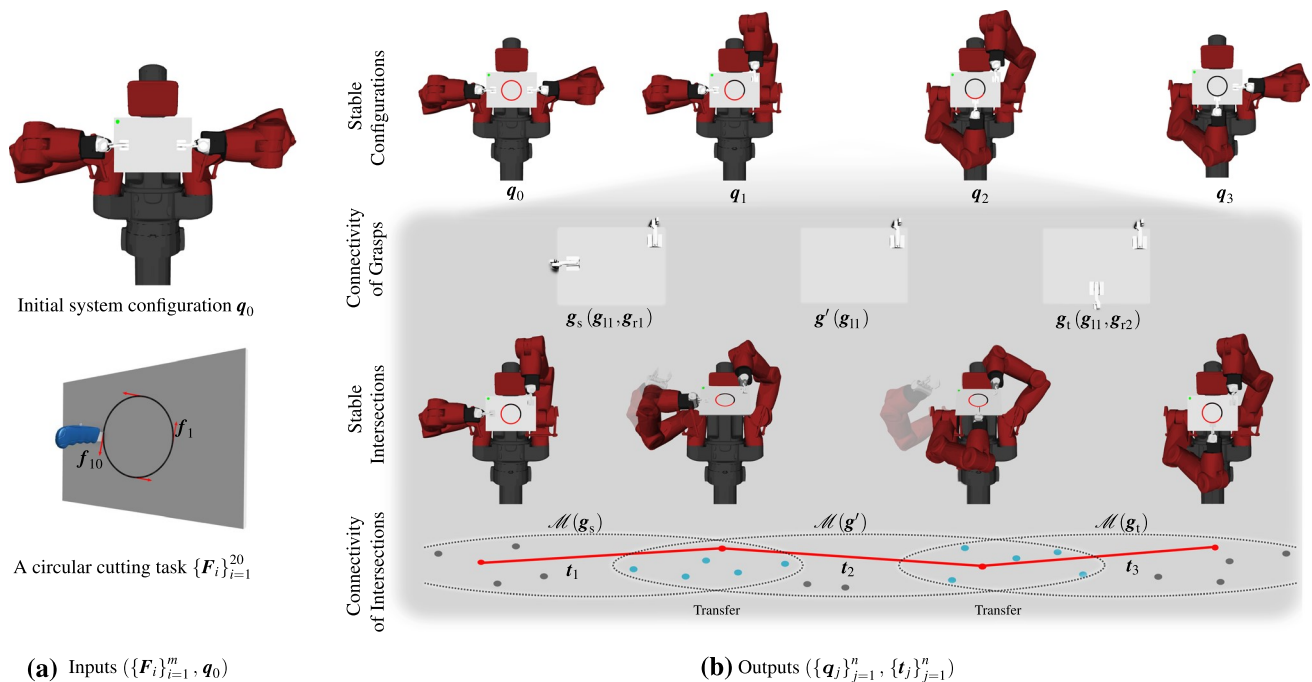 Initial system configuration q₀
f₁
f₁₀
A circular cutting task {Fᵢ}²⁰ᵢ₌₁
(a) Inputs ({Fᵢ}ᵐᵢ₌₁, q₀)
Stable
Configurations
q₀
q₁
q₂
q₃
Connectivity
of Grasps
gₛ(gₗ₁, gᵣ₁)
g′(gₗ₁)
gₜ(gₗ₁, gᵣ₂)
Stable
Intersections
Connectivity
of Intersections
ℳ(gₛ)
ℳ(g′)
ℳ(gₜ)
t₁
t₂
t₃
Transfer
Transfer
(b) Outputs ({qⱼ}ⁿⱼ₌₁, {tⱼ}ⁿⱼ₌₁)